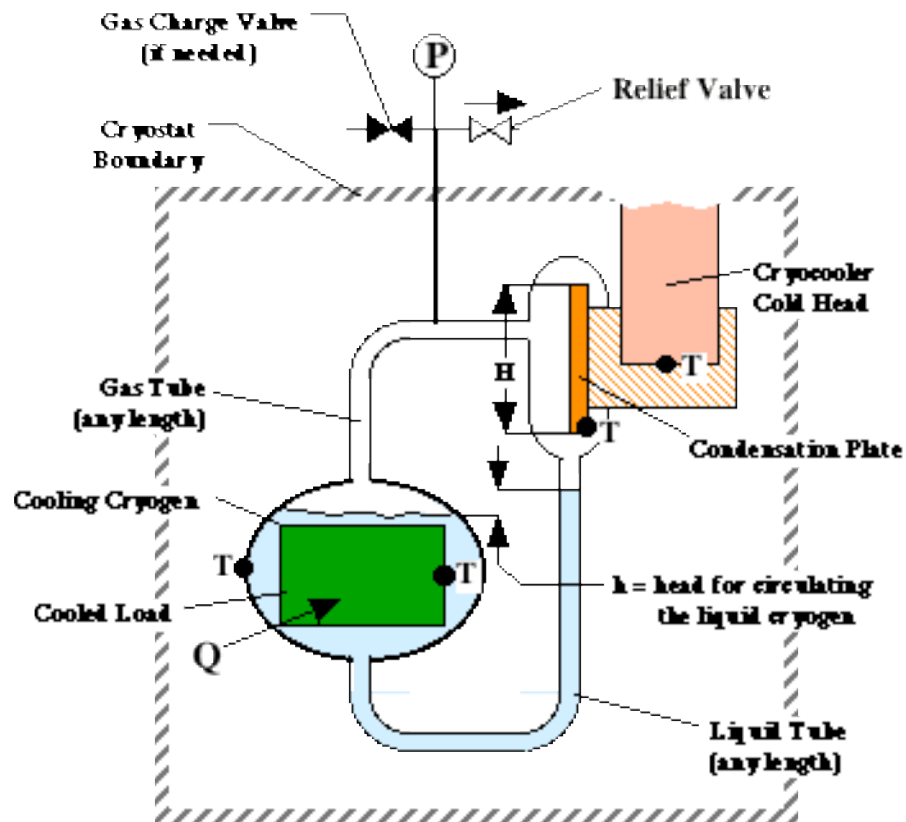 Gas Charge Valve
(if needed)
P
Relief Valve
Cryostat
Boundary
Cryocooler
Cold Head
T
H
Gas Tube
(any length)
T
Condensation Plate
Cooling Cryogen
T
T
h = head for circulating
the liquid cryogen
Cooled Load
Q
Liquid Tube
(any length)